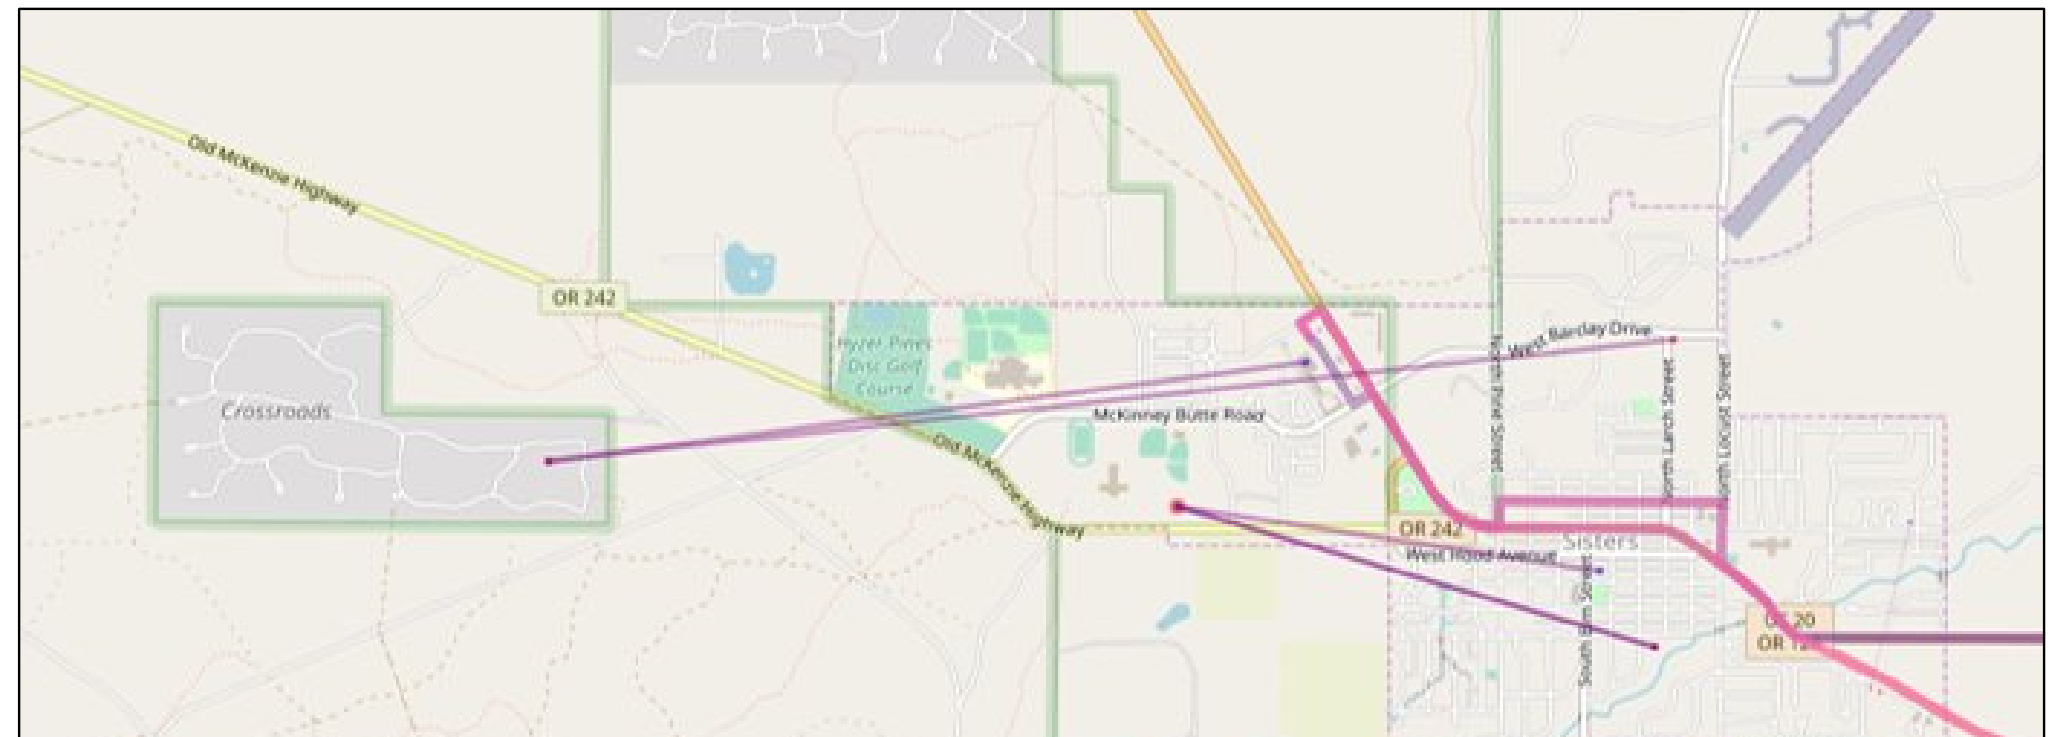 Old McKenzie Highway
OR 242
Hyzer Pines
Disc Golf
Course
Crossroads
McKinney Butte Road
West Barclay Drive
North Pine Street
North Larch Street
North Locust Street
Old McKenzie Highway
OR 242
Sisters
West Hood Avenue
South Elm Street
20
OR